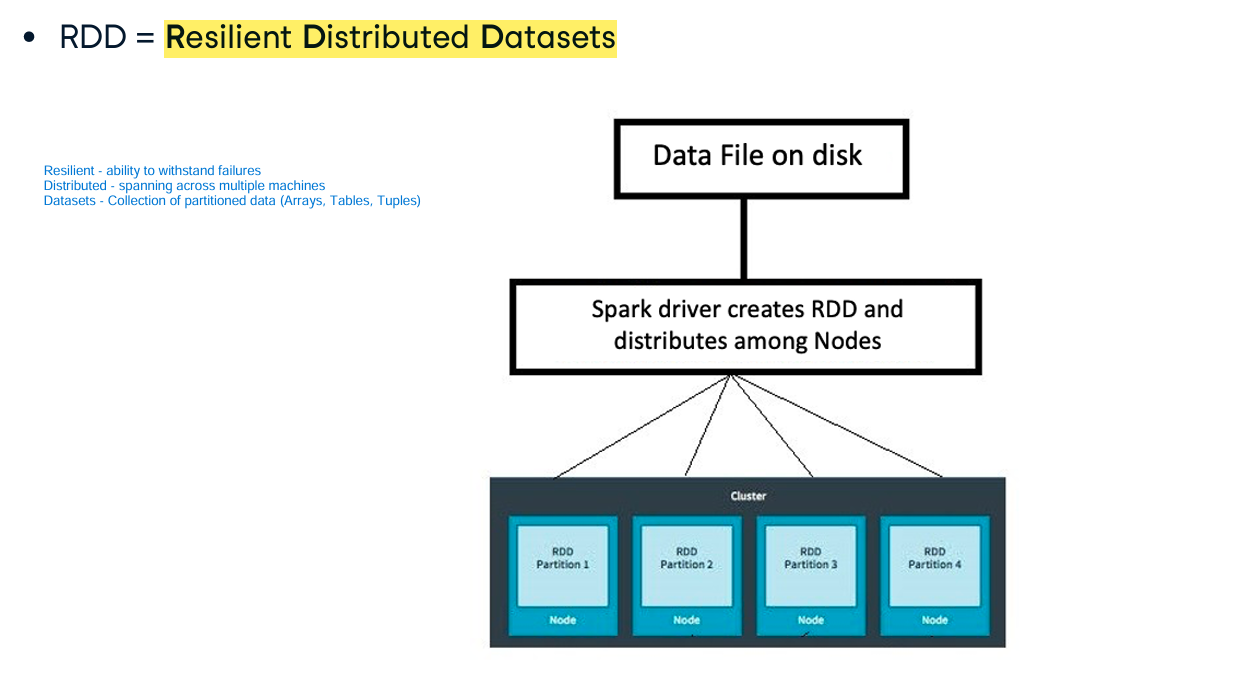 • RDD = Resilient Distributed Datasets
Resilient - ability to withstand failures
Distributed - spanning across multiple machines
Datasets - Collection of partitioned data (Arrays, Tables, Tuples)
Data File on disk
Spark driver creates RDD and
distributes among Nodes
Cluster
RDD
Partition 1
Node
RDD
Partition 2
Node
RDD
Partition 3
Node
RDD
Partition 4
Node